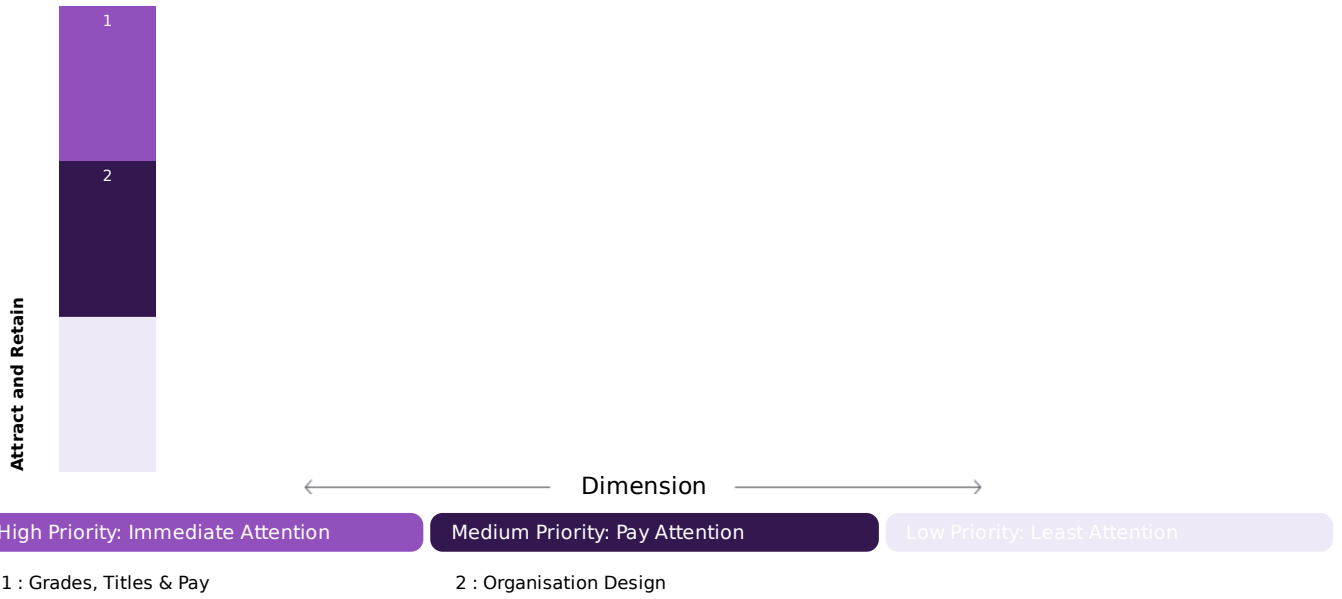 1
2
Attract and Retain
Dimension
High Priority: Immediate Attention
Medium Priority: Pay Attention
Low Priority: Least Attention
1 : Grades, Titles & Pay
2 : Organisation Design